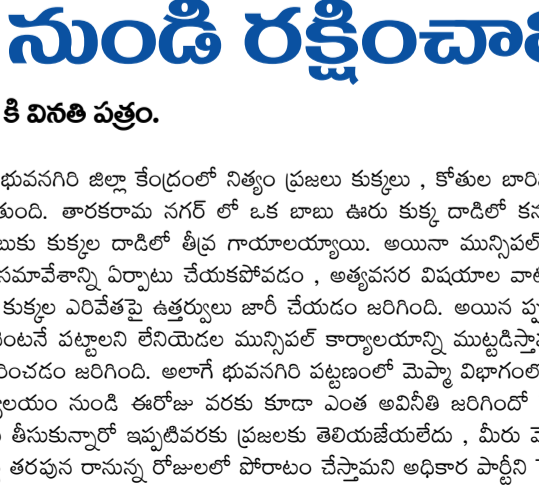 నుండి రక్షించా
కి వినతి పత్రం.
భువనగిరి జిల్లా కేంద్రంలో నిత్యం ప్రజలు కుక్కలు , కోతుల
తుంది. తారకరామ నగర్ లో ఒక బాబు ఊరు కుక్క దాడిలో
బుకు కుక్కల దాడిలో తీవ్ర గాయాలయ్యాయి. అయినా మున్సిపల్
సమావేశాన్ని ఏర్పాటు చేయకపోవడం , అత్యవసర విషయాల
కుక్కల ఎరివేతపై ఉత్తర్వులు జారీ చేయడం జరిగింది. అయిన
వెంటనే పట్టాలని లేనియెడల మున్సిపల్ కార్యాలయాన్ని
రించడం జరిగింది. అలాగే భువనగిరి పట్టణంలో మెప్మా విభాగంలో
లయం నుండి ఈరోజు వరకు కూడా ఎంత అవినీతి జరిగిందో
తీసుకున్నారో ఇప్పటివరకు ప్రజలకు తెలియజేయలేదు , మీరు
తరపున రానున్న రోజులలో పోరాటం చేస్తామని అధికార పార్టీని